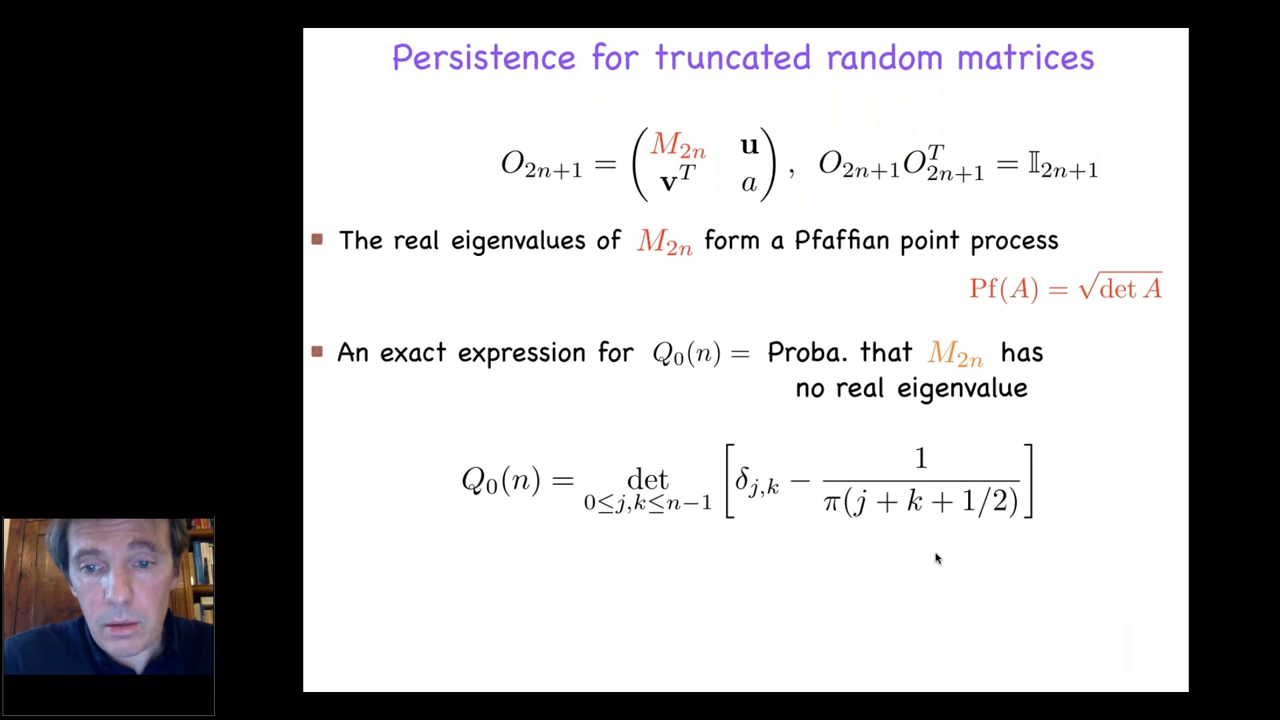 Persistence for truncated random matrices
O_{2n+1} = \begin{pmatrix} M_{2n} & \mathbf{u} \\ \mathbf{v}^T & a \end{pmatrix} , O_{2n+1} O_{2n+1}^T = \mathbb{I}_{2n+1}
■ The real eigenvalues of M_{2n} form a Pfaffian point process
Pf(A) = \sqrt{\det A}
■ An exact expression for Q_0(n) = Proba. that M_{2n} has
no real eigenvalue
Q_0(n) = \det_{0 \leq j,k \leq n-1} \left[ \delta_{j,k} - \frac{1}{\pi(j + k + 1/2)} \right]